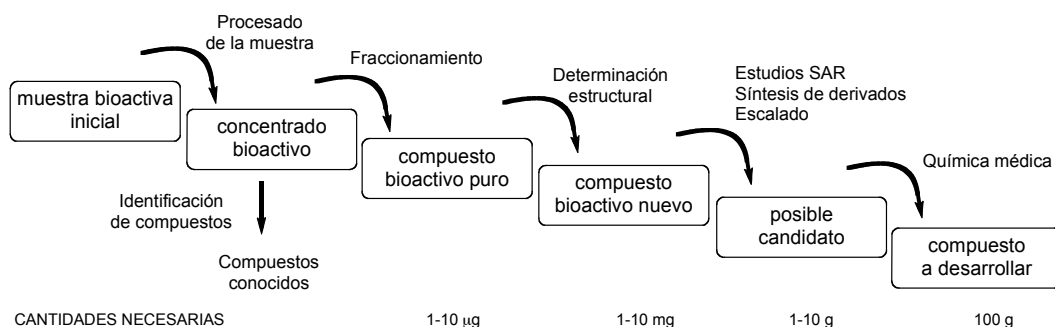 Procesado
de la muestra
Fraccionamiento
Determinación
estructural
Estudios SAR
Síntesis de derivados
Escalado
Química médica
muestra bioactiva
inicial
concentrado
bioactivo
compuesto
bioactivo puro
compuesto
bioactivo nuevo
posible
candidato
compuesto
a desarrollar
Identificación
de compuestos
Compuestos
conocidos
CANTIDADES NECESARIAS 1-10 μg 1-10 mg 1-10 g 100 g